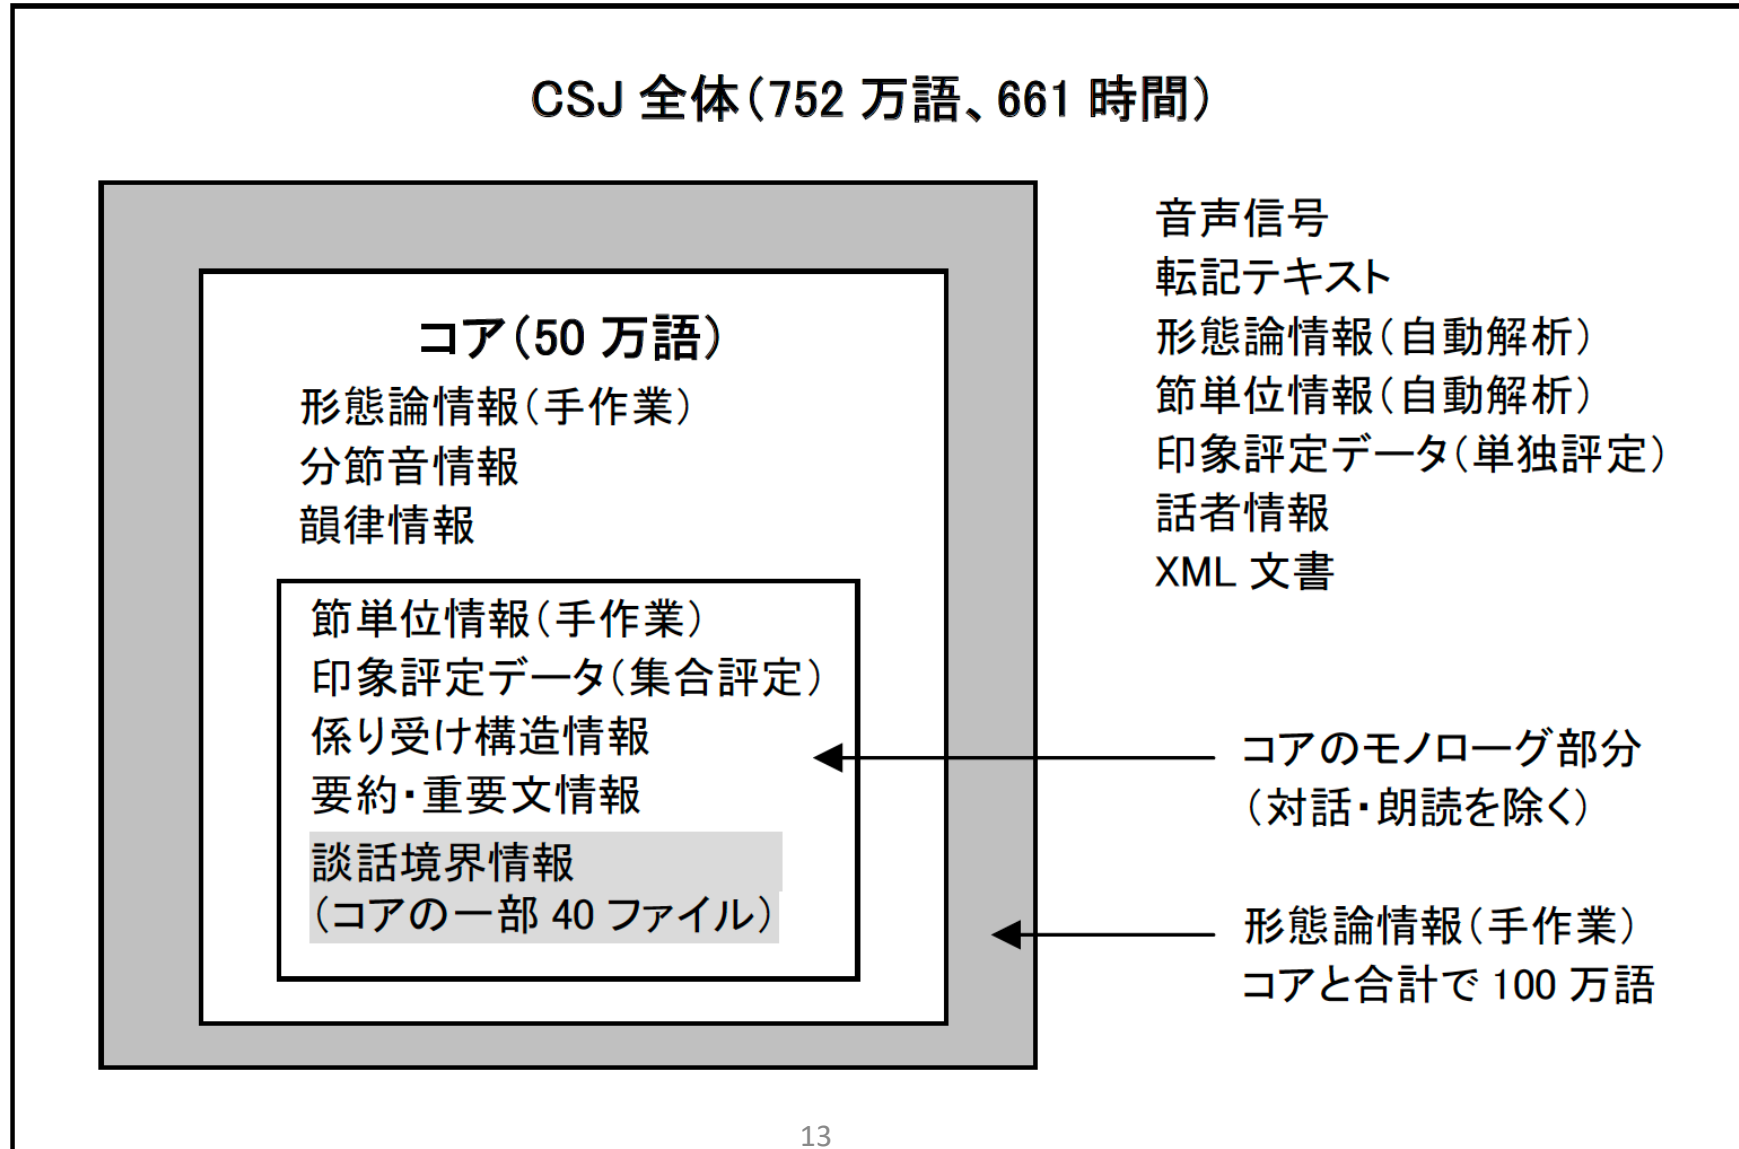 CSJ 全体(752 万語、661 時間)
コア(50 万語)
形態論情報(手作業)
分節音情報
韻律情報
節単位情報(手作業)
印象評定データ(集合評定)
係り受け構造情報
要約・重要文情報
談話境界情報
(コアの一部 40 ファイル)
音声信号
転記テキスト
形態論情報(自動解析)
節単位情報(自動解析)
印象評定データ(単独評定)
話者情報
XML 文書
コアのモノローグ部分
(対話・朗読を除く)
形態論情報(手作業)
コアと合計で 100 万語
13